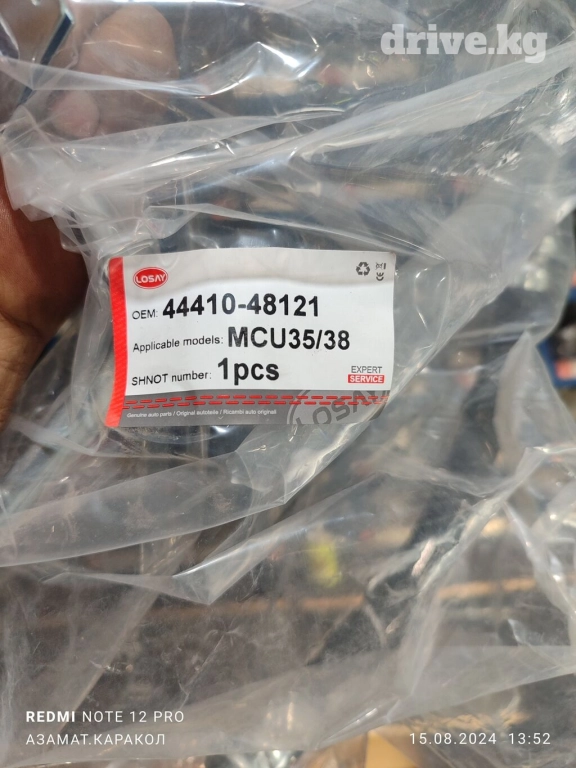 drive.kg
LOSAY
OEM: 44410-48121
Applicable models: MCU35/38
SHNOT number: 1pcs
EXPERT
SERVICE
Genuine auto parts / Original autoteile / Ricambi auto originali
LOSAY
REDMI NOTE 12 PRO
АЗАМАТ.КАРАКОЛ
15.08.2024 13:52